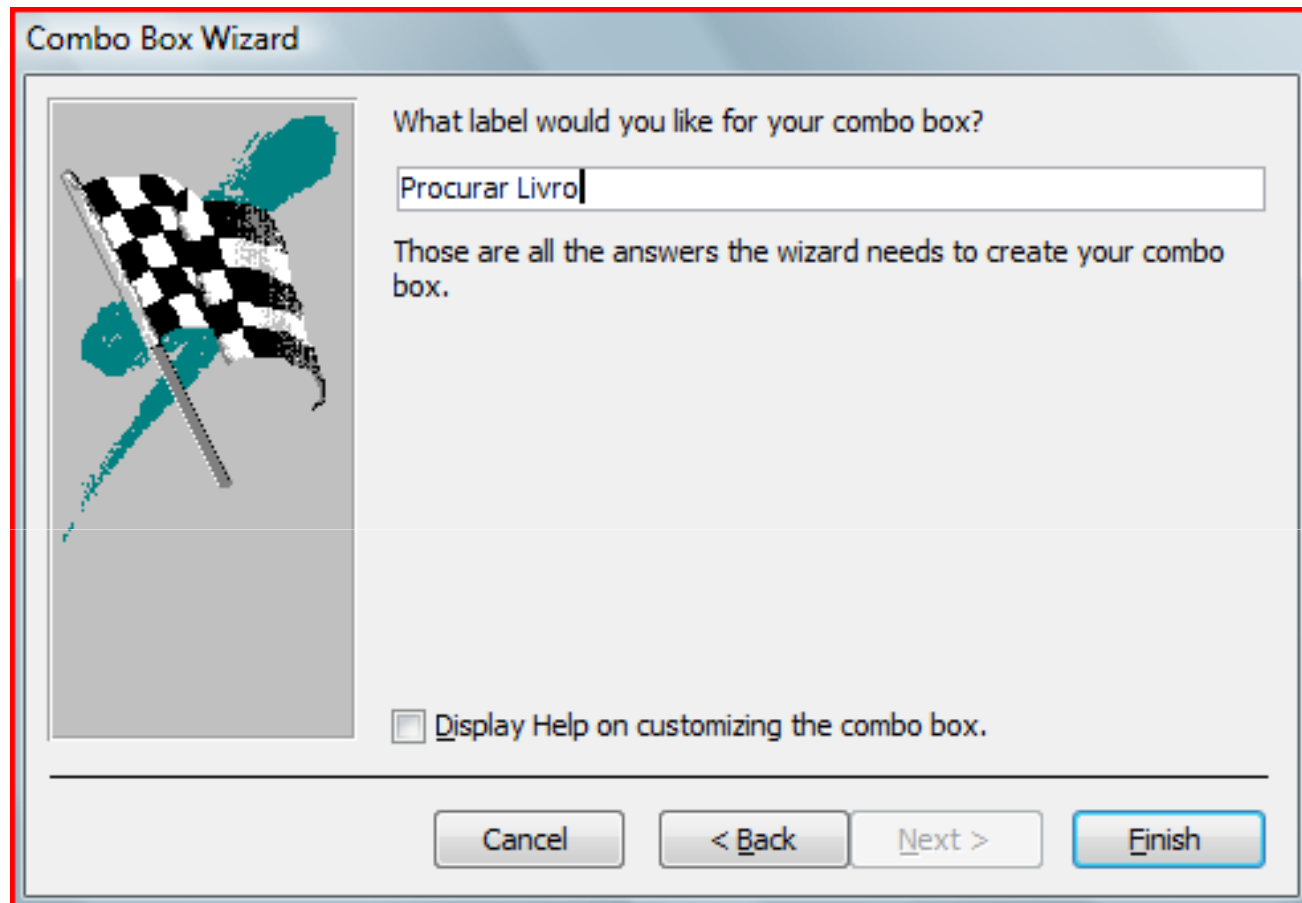 Combo Box Wizard
What label would you like for your combo box?
Procurar Livro
Those are all the answers the wizard needs to create your combo
box.
Display Help on customizing the combo box.
Cancel
< Back
Next >
Finish